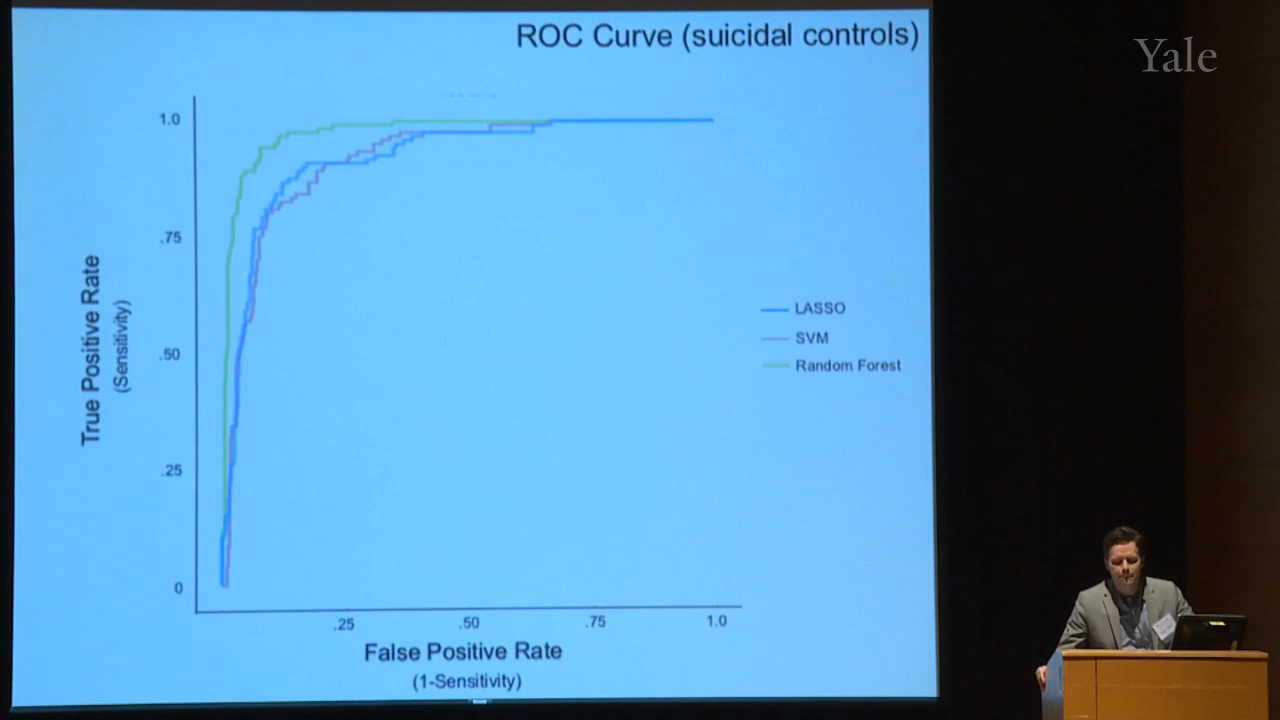 ROC Curve (suicidal controls)
Yale
1.0
.75
.50
.25
0
True Positive Rate
(Sensitivity)
LASSO
SVM
Random Forest
.25
.50
.75
1.0
False Positive Rate
(1-Sensitivity)